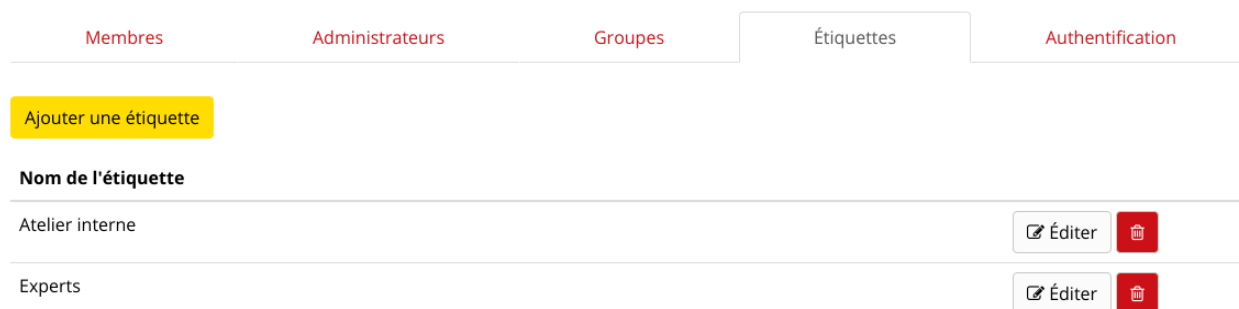 Membres Administrateurs Groupes Étiquettes Authentification
Ajouter une étiquette
Nom de l'étiquette
Atelier interne Éditer
Experts Éditer